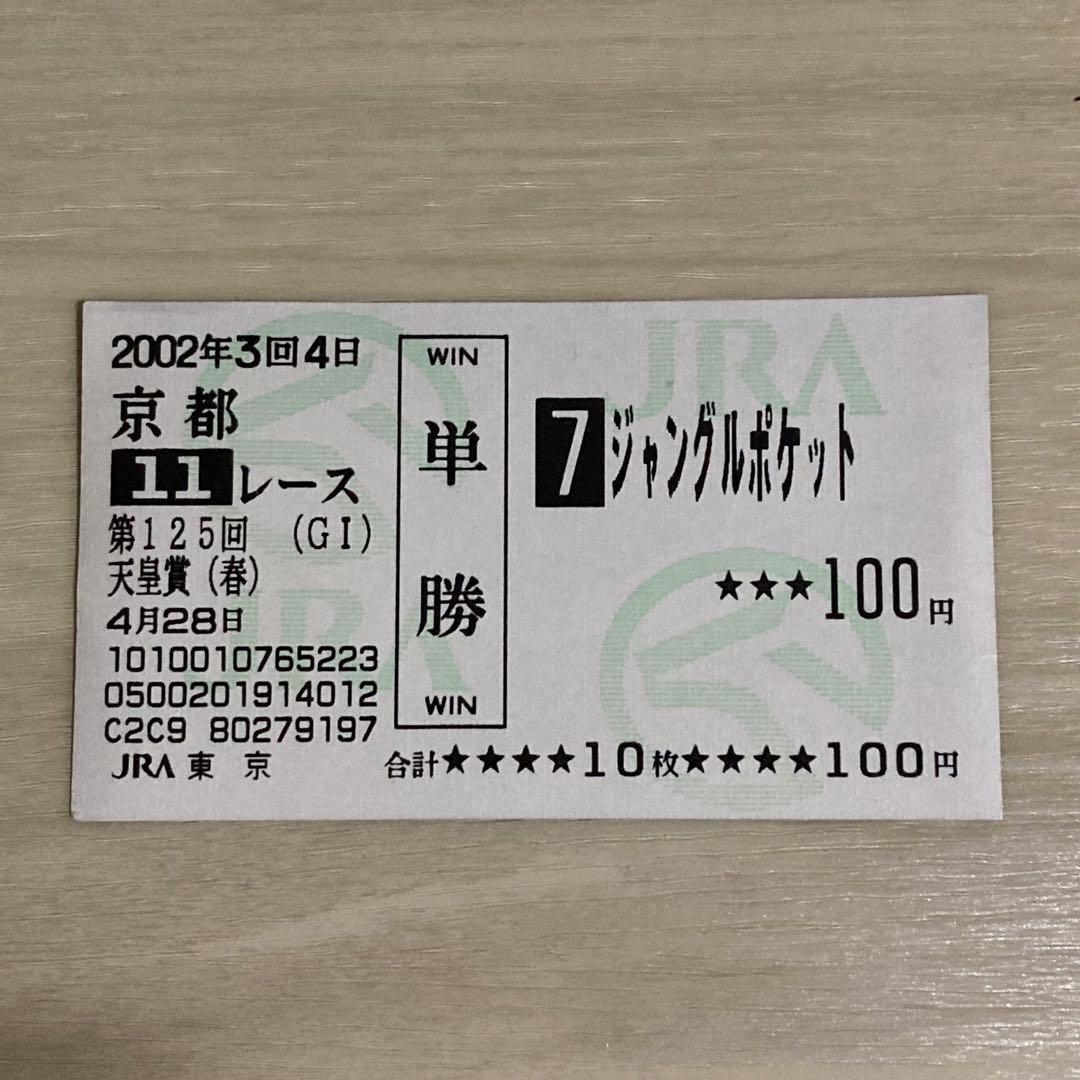 2002年3回4日
京都
11レース
第125回 (GI)
天皇賞(春)
4月28日
1010010765223
0500201914012
C2C9 80279197
JRA 東 京
WIN
単勝
WIN
JRA
7 ジャングルポケット
★★★100円
JRA
合計★★★★10枚★★★★100円